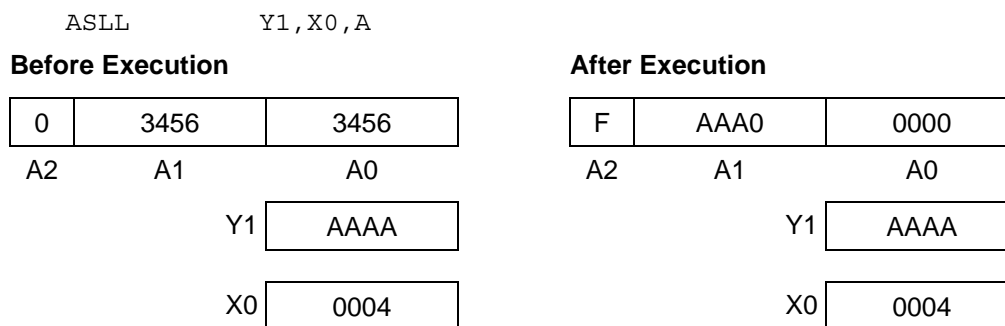 ASLL Y1,X0,A
Before Execution After Execution
0 3456 3456 F AAA0 0000
A2 A1 A0 A2 A1 A0
Y1 AAAA Y1 AAAA
X0 0004 X0 0004